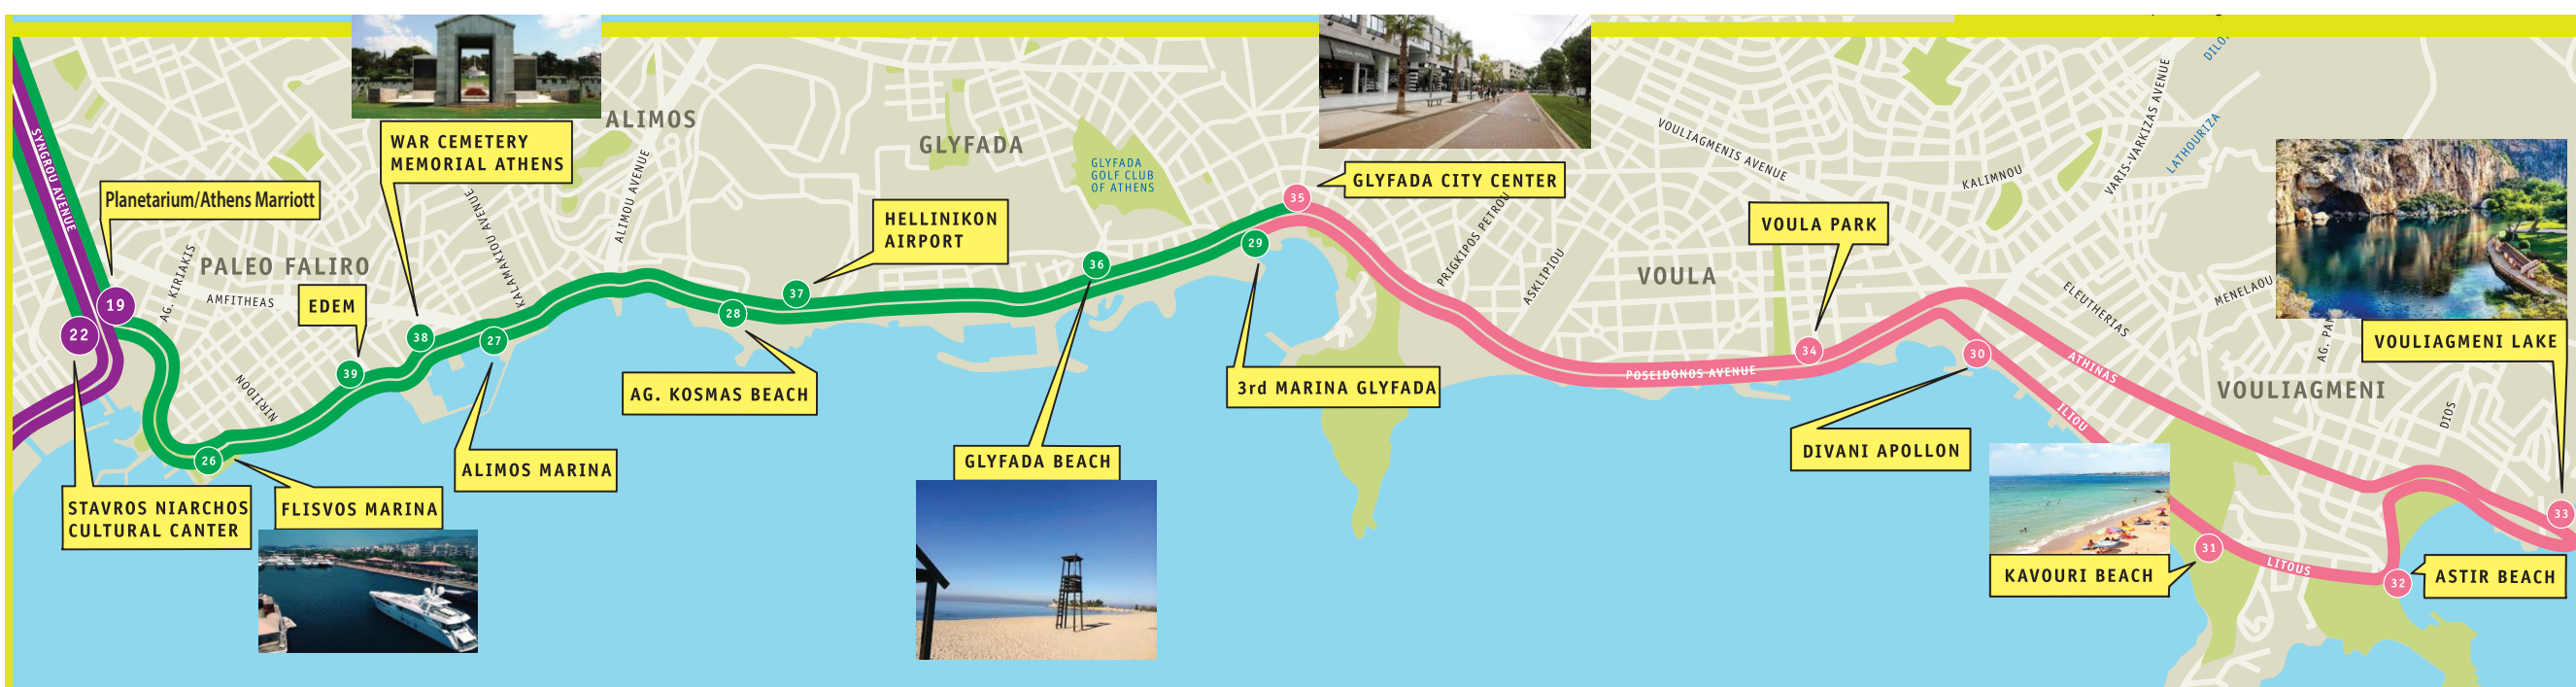 SYNGROU AVENUE
Planetarium/Athens Marriott
19
22
STAVROS NIARCHOS
CULTURAL CANTER
AG. KIRIAKIS
PALEO FALIRO
AMFITHEAS
NIRIIDON
26
FLISVOS MARINA
EDEM
39
WAR CEMETERY
MEMORIAL ATHENS
38
KALAMAKIOU AVENUE
27
ALIMOS MARINA
ALIMOS
ALIMOU AVENUE
28
AG. KOSMAS BEACH
37
HELLINIKON
AIRPORT
GLYFADA
GLYFADA
GOLF CLUB
OF ATHENS
36
GLYFADA BEACH
29
3rd MARINA GLYFADA
35
GLYFADA CITY CENTER
PRIGKIPOS PETROU
ASKLIPIOU
VOULIAGMENIS AVENUE
VOULA
VOULA PARK
34
POSEIDONOS AVENUE
30
DIVANI APOLLON
KALIMNOU
VARIS-VARKIZAS AVENUE
LATHOURIZA
ELEUTHERIAS
MENELAOU
ATHINAS
ILIOU
VOULIAGMENI
DIOS
VOULIAGMENI LAKE
33
KAVOURI BEACH
31
LITOUS
32
ASTIR BEACH